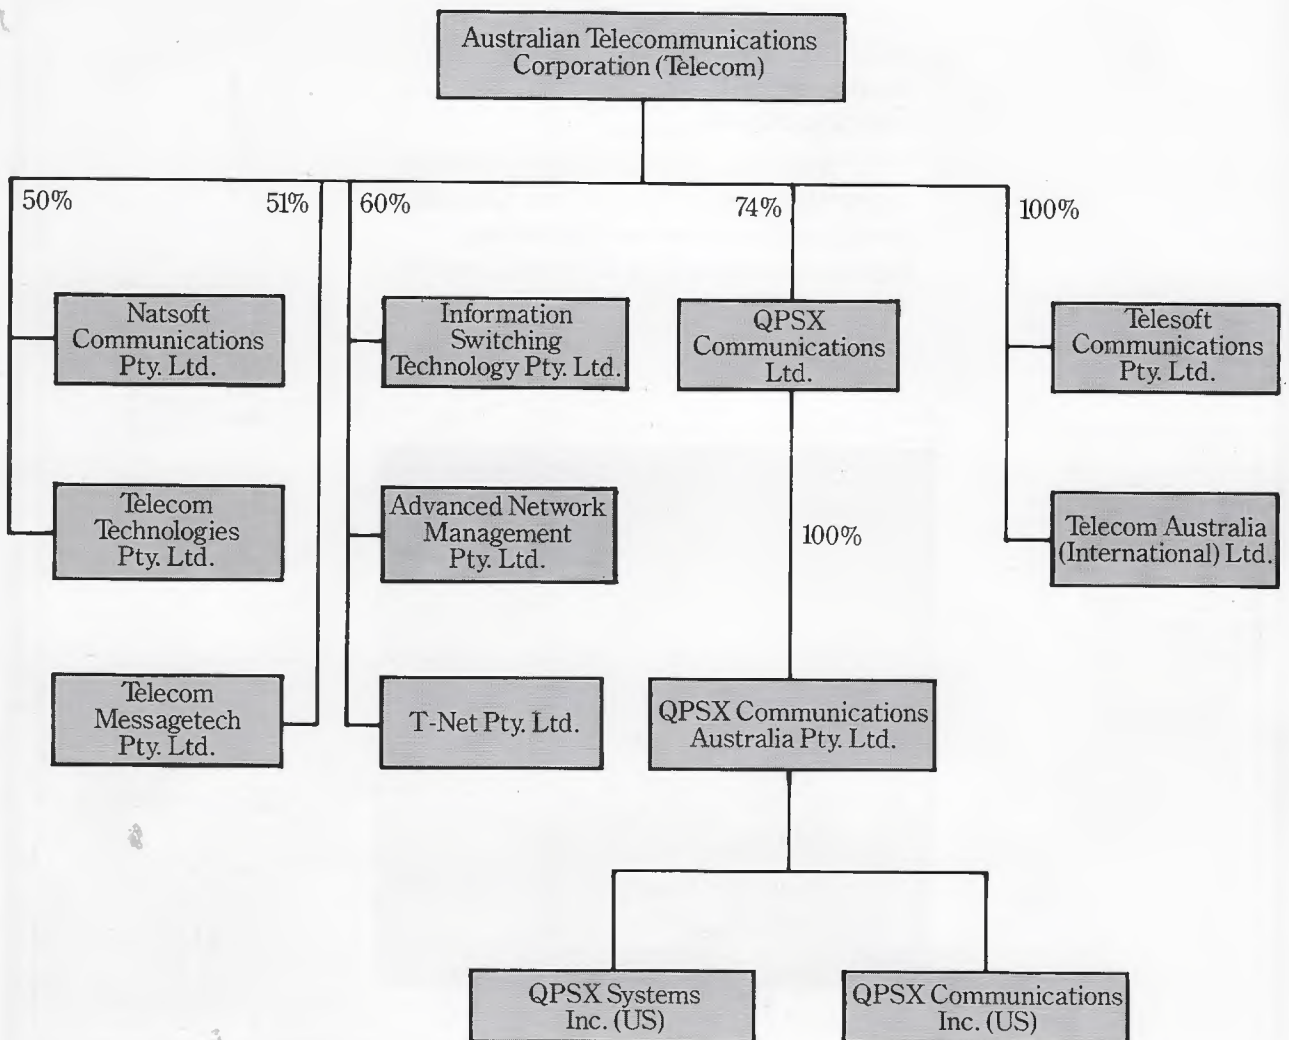 Australian Telecommunications
Corporation (Telecom)
50%
51%
60%
74%
100%
Natsoft
Communications
Pty. Ltd.
Information
Switching
Technology Pty. Ltd.
QPSX
Communications
Ltd.
Telesoft
Communications
Pty. Ltd.
Telecom
Technologies
Pty. Ltd.
Advanced Network
Management
Pty. Ltd.
100%
Telecom Australia
(International) Ltd.
Telecom
Messagetech
Pty. Ltd.
T-Net Pty. Ltd.
QPSX Communications
Australia Pty. Ltd.
QPSX Systems
Inc. (US)
QPSX Communications
Inc. (US)